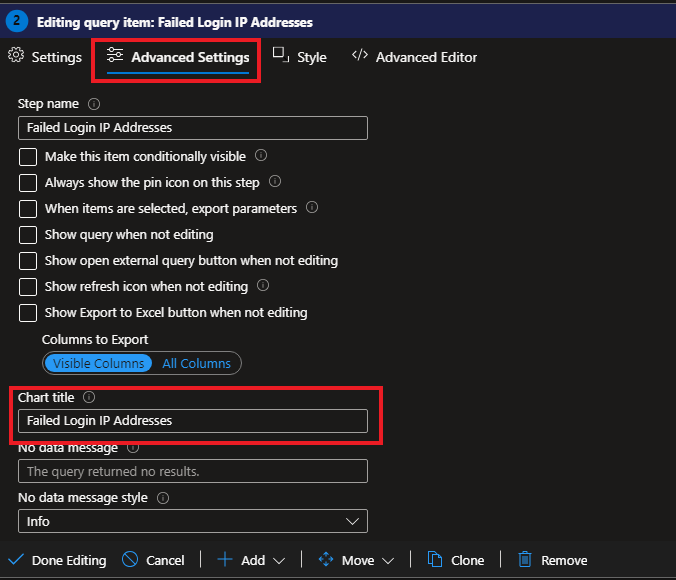 2 Editing query item: Failed Login IP Addresses
Settings Advanced Settings Style </> Advanced Editor
Step name
Failed Login IP Addresses
Make this item conditionally visible
Always show the pin icon on this step
When items are selected, export parameters
Show query when not editing
Show open external query button when not editing
Show refresh icon when not editing
Show Export to Excel button when not editing
Columns to Export
Visible Columns All Columns
Chart title
Failed Login IP Addresses
No data message
The query returned no results.
No data message style
Info
Done Editing Cancel Add Move Clone Remove